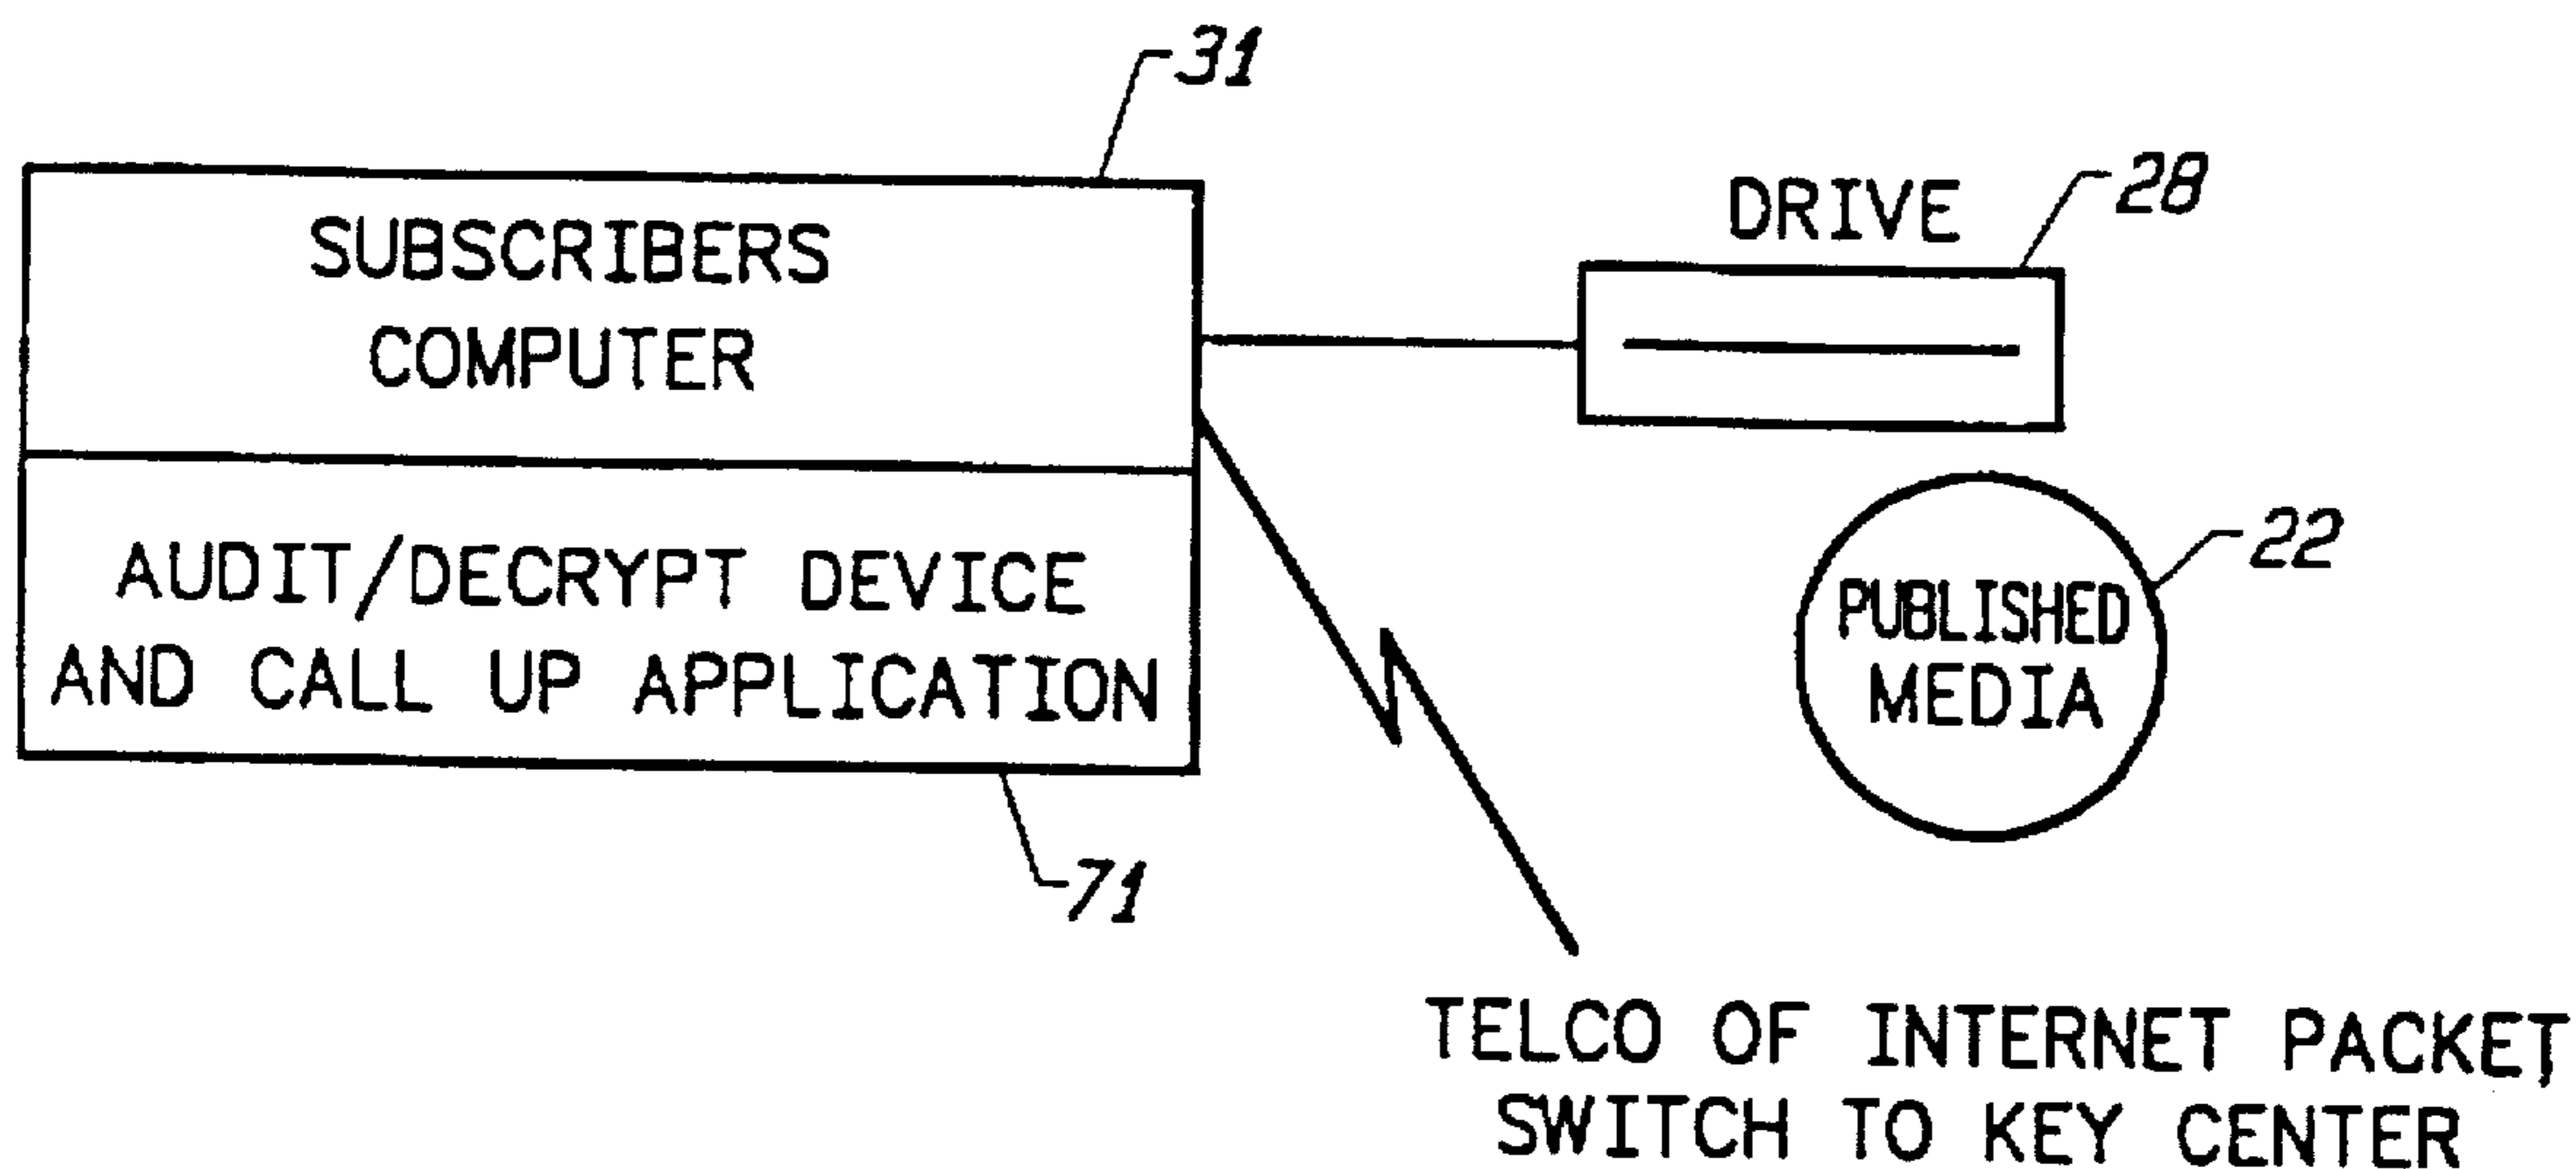 31
SUBSCRIBERS
COMPUTER
DRIVE
28
AUDIT/DECRYPT DEVICE
AND CALL UP APPLICATION
71
PUBLISHED
MEDIA
22
TELCO OF INTERNET PACKET
SWITCH TO KEY CENTER